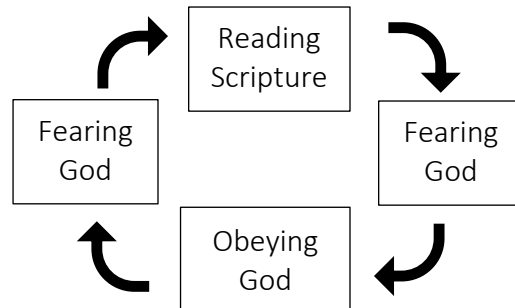 Reading
Scripture
Fearing
God
Fearing
God
Obeying
God